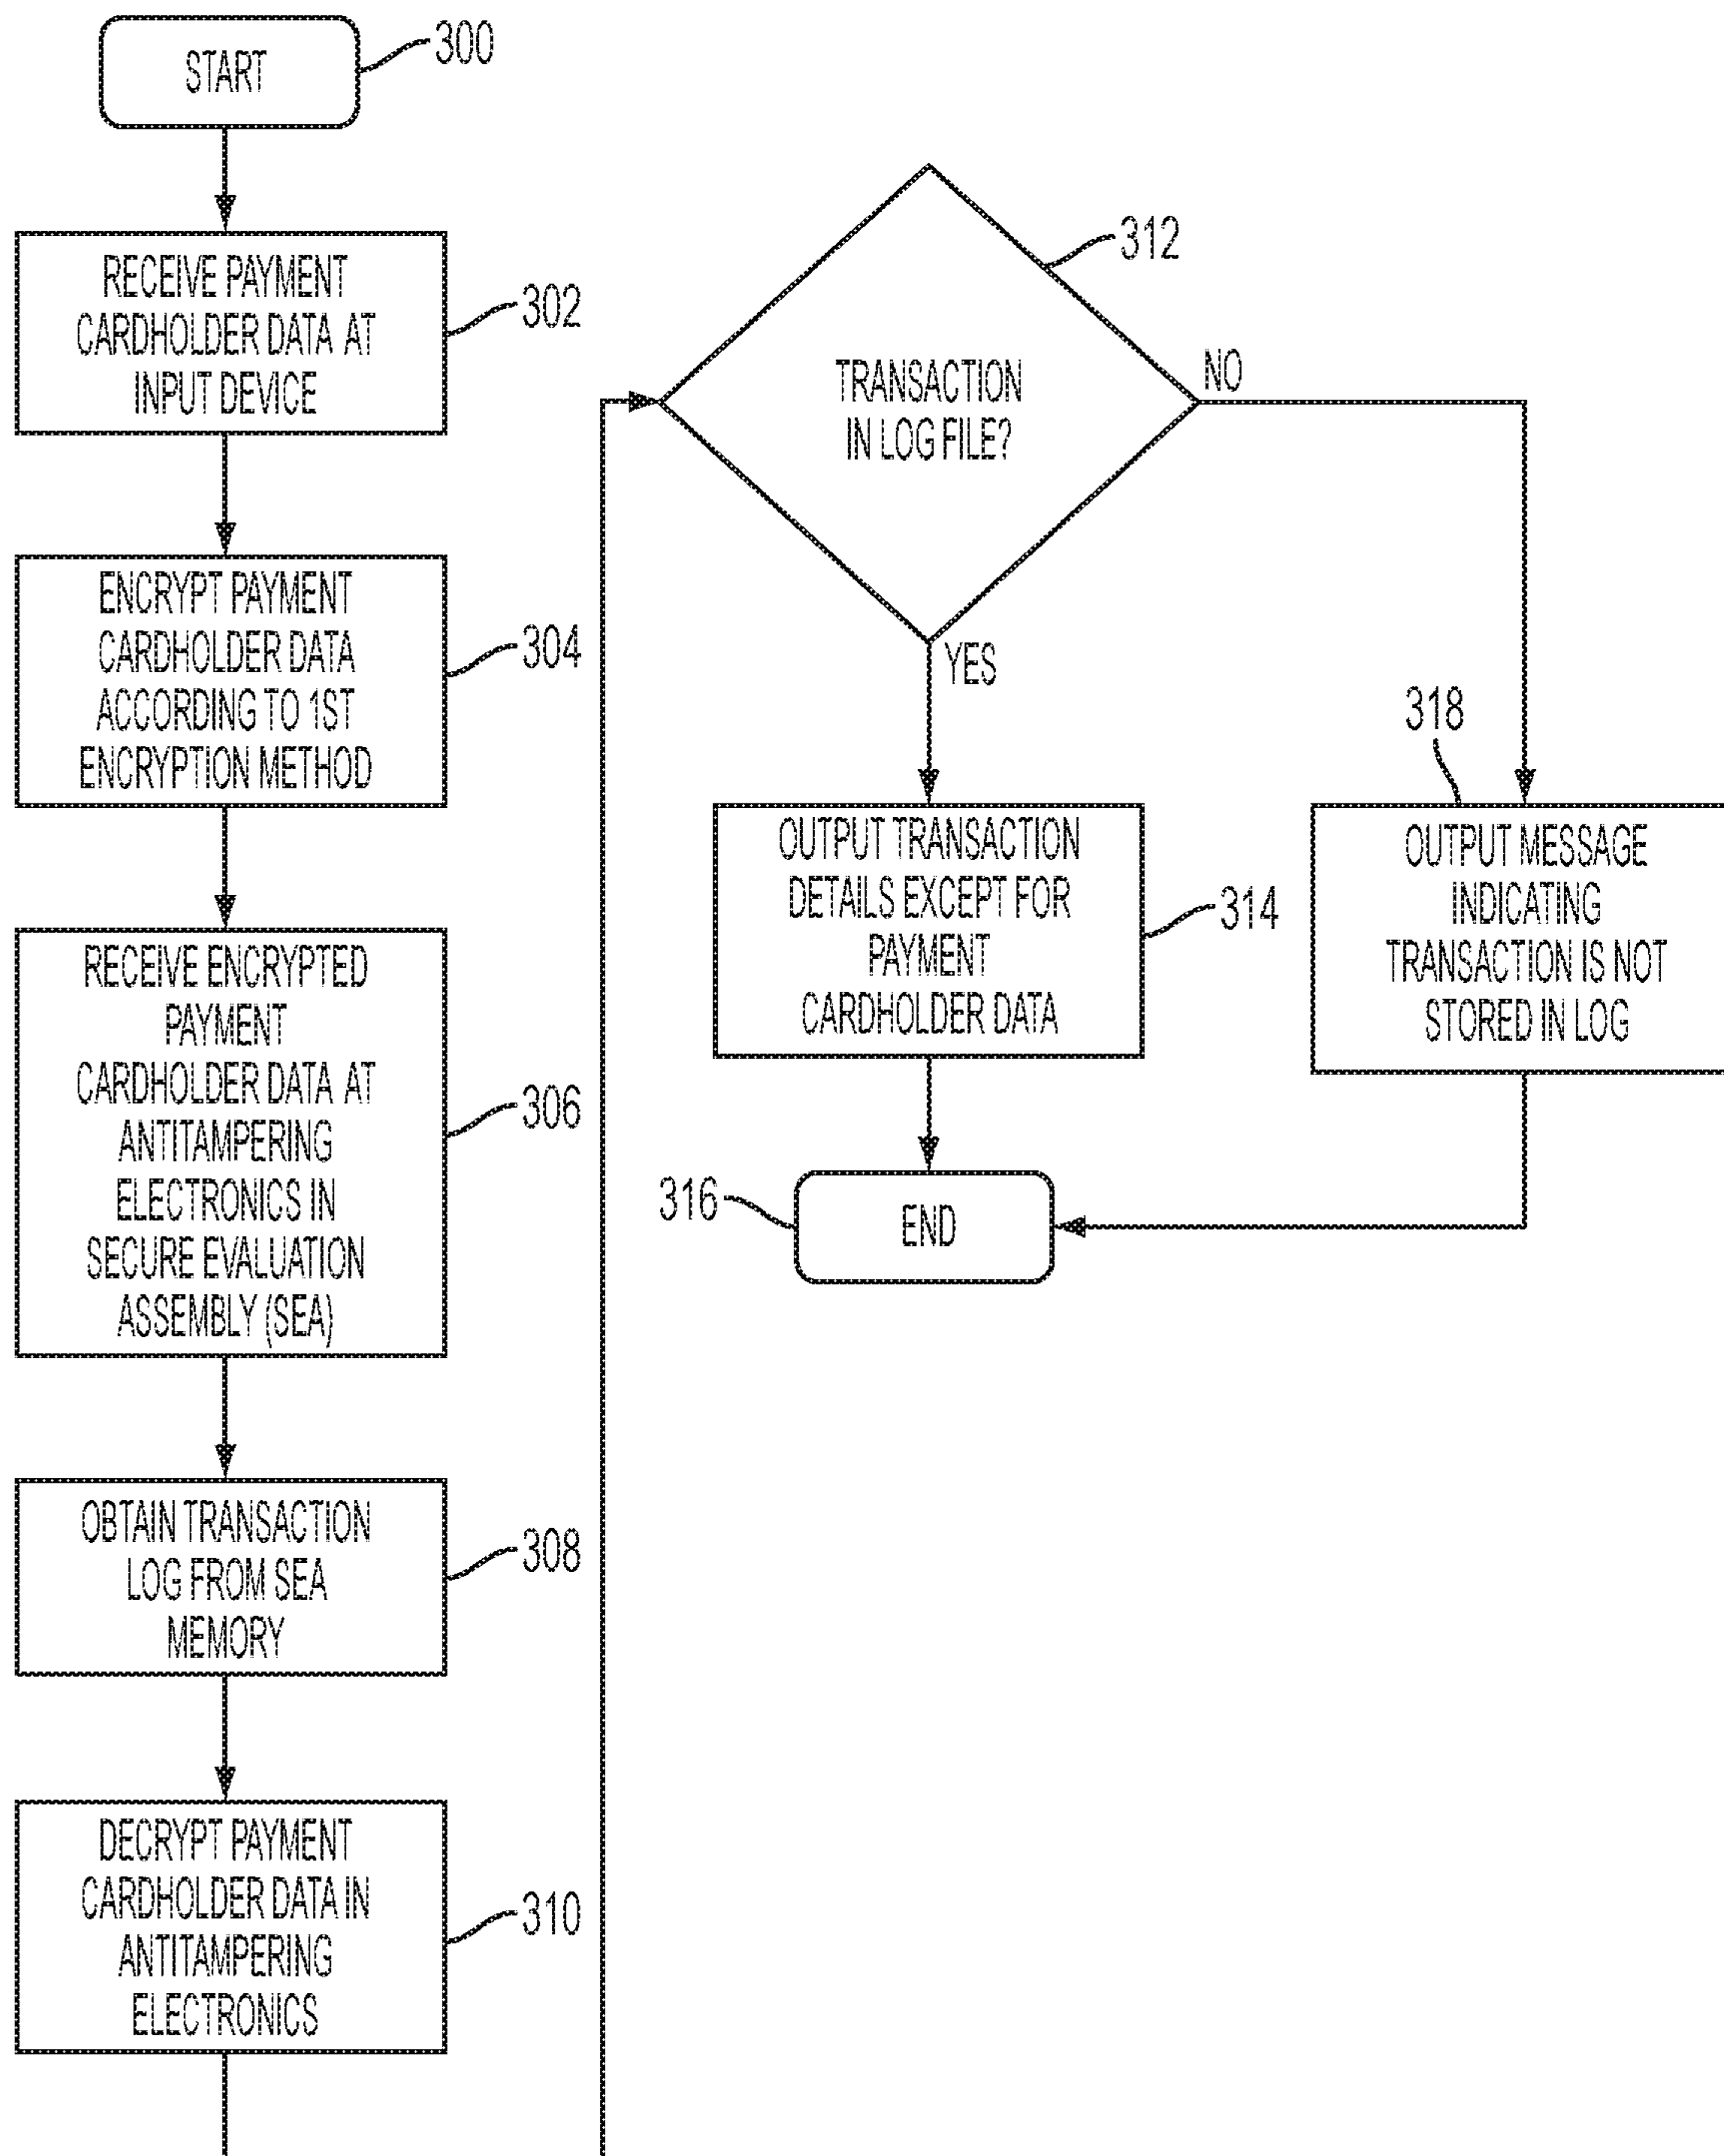 START
300
RECEIVE PAYMENT
CARDHOLDER DATA AT
INPUT DEVICE
302
ENCRYPT PAYMENT
CARDHOLDER DATA
ACCORDING TO 1ST
ENCRYPTION METHOD
304
RECEIVE ENCRYPTED
PAYMENT
CARDHOLDER DATA AT
ANTITAMPERING
ELECTRONICS IN
SECURE EVALUATION
ASSEMBLY (SEA)
306
OBTAIN TRANSACTION
LOG FROM SEA
MEMORY
308
DECRYPT PAYMENT
CARDHOLDER DATA IN
ANTITAMPERING
ELECTRONICS
310
TRANSACTION
IN LOG FILE?
312
NO
YES
OUTPUT TRANSACTION
DETAILS EXCEPT FOR
PAYMENT
CARDHOLDER DATA
314
318
OUTPUT MESSAGE
INDICATING
TRANSACTION IS NOT
STORED IN LOG
316
END